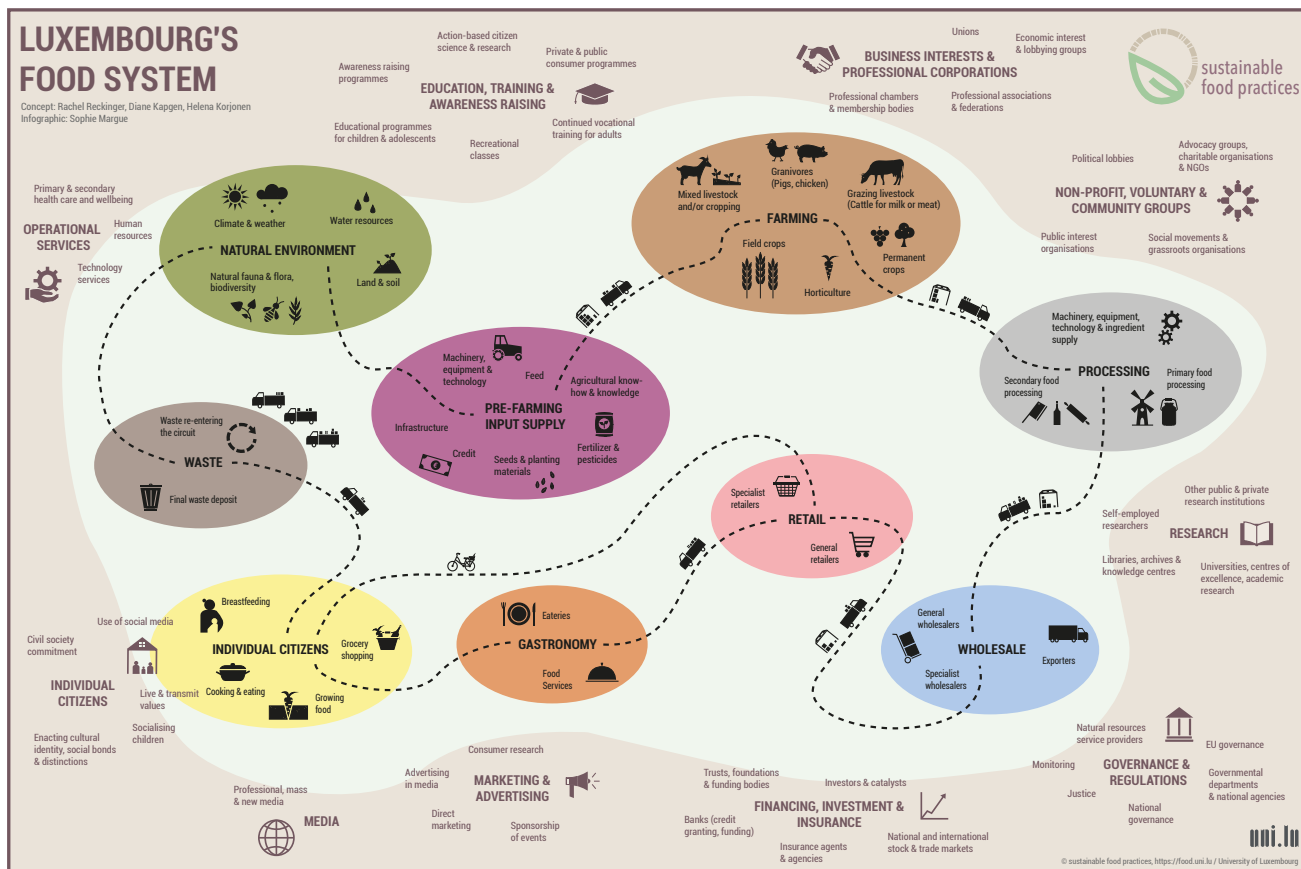 LUXEMBOURG'S
FOOD SYSTEM
Concept: Rachel Reckinger, Diane Kapgen, Helena Korjonen
Infographic: Sophie Margue
Action-based citizen
science & research
Private & public
consumer programmes
Awareness raising
programmes
EDUCATION, TRAINING &
AWARENESS RAISING
Educational programmes
for children & adolescents
Recreational
classes
Continued vocational
training for adults
Unions
Economic interest
& lobbying groups
BUSINESS INTERESTS &
PROFESSIONAL CORPORATIONS
Professional chambers
& membership bodies
Professional associations
& federations
sustainable
food practices
Political lobbies
Advocacy groups,
charitable organisations
& NGOs
NON-PROFIT, VOLUNTARY &
COMMUNITY GROUPS
Public interest
organisations
Social movements &
grassroots organisations
Primary & secondary
health care and wellbeing
OPERATIONAL
SERVICES
Human
resources
Technology
services
Climate & weather
Water resources
NATURAL ENVIRONMENT
Natural fauna & flora,
biodiversity
Land & soil
Mixed livestock
and/or cropping
Granivores
(Pigs, chicken)
Grazing livestock
(Cattle for milk or meat)
FARMING
Field crops
Horticulture
Permanent
crops
Machinery,
equipment &
technology
Feed
Agricultural know-
how & knowledge
PRE-FARMING
INPUT SUPPLY
Infrastructure
Credit
Seeds & planting
materials
Fertilizer &
pesticides
Machinery, equipment,
technology & ingredient
supply
PROCESSING
Secondary food
processing
Primary food
processing
Waste re-entering
the circuit
WASTE
Final waste deposit
Specialist
retailers
RETAIL
General
retailers
Other public & private
research institutions
Self-employed
researchers
RESEARCH
Libraries, archives &
knowledge centres
Universities, centres of
excellence, academic
research
Breastfeeding
INDIVIDUAL CITIZENS
Grocery
shopping
Cooking & eating
Growing
food
Eateries
GASTRONOMY
Food
Services
General
wholesalers
WHOLESALE
Specialist
wholesalers
Exporters
Use of social media
Civil society
commitment
INDIVIDUAL
CITIZENS
Live & transmit
values
Socialising
children
Enacting cultural
identity, social bonds
& distinctions
Professional, mass
& new media
MEDIA
Consumer research
Advertising
in media
MARKETING &
ADVERTISING
Direct
marketing
Sponsorship
of events
Trusts, foundations
& funding bodies
Investors & catalysts
FINANCING, INVESTMENT &
INSURANCE
Banks (credit
granting, funding)
Insurance agents
& agencies
National and international
stock & trade markets
Natural resources
service providers
EU governance
Monitoring
GOVERNANCE &
REGULATIONS
Justice
National
governance
Governmental
departments
& national agencies
uni.lu
© sustainable food practices, https://food.uni.lu / University of Luxembourg